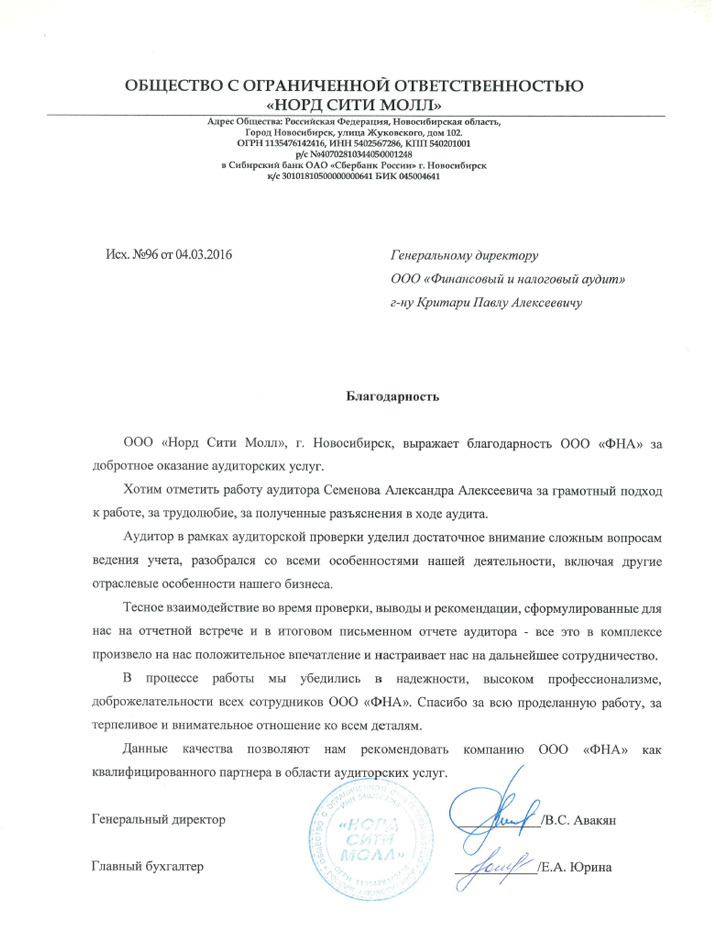 ОБЩЕСТВО С ОГРАНИЧЕННОЙ ОТВЕТСТВЕННОСТЬЮ
«НОРД СИТИ МОЛЛ»
Адрес Общества: Российская Федерация, Новосибирская область,
Город Новосибирск, улица Жуковского, дом 102.
ОГРН 1135476142416, ИНН 5402567286, КПП 540201001
р/с №40702810344050001248
в Сибирский банк ОАО «Сбербанк России» г. Новосибирск
к/с 30101810500000000641 БИК 045004641
Исх. №96 от 04.03.2016
Генеральному директору
ООО «Финансовый и налоговый аудит»
г-ну Критари Павлу Алексеевичу
Благодарность
ООО «Норд Сити Молл», г. Новосибирск, выражает благодарность ООО «ФНА» за
добротное оказание аудиторских услуг.
Хотим отметить работу аудитора Семенова Александра Алексеевича за грамотный подход
к работе, за трудолюбие, за полученные разъяснения в ходе аудита.
Аудитор в рамках аудиторской проверки уделил достаточное внимание сложным вопросам
ведения учета, разобрался со всеми особенностями нашей деятельности, включая другие
отраслевые особенности нашего бизнеса.
Тесное взаимодействие во время проверки, выводы и рекомендации, сформулированные для
нас на отчетной встрече и в итоговом письменном отчете аудитора - все это в комплексе
произвело на нас положительное впечатление и настраивает нас на дальнейшее сотрудничество.
В процессе работы мы убедились в надежности, высоком профессионализме,
доброжелательности всех сотрудников ООО «ФНА». Спасибо за всю проделанную работу, за
терпеливое и внимательное отношение ко всем деталям.
Данные качества позволяют нам рекомендовать компанию ООО «ФНА» как
квалифицированного партнера в области аудиторских услуг.
Генеральный директор
/В.С. Авакян
«НОРД
СИТИ
МОЛЛ»
Главный бухгалтер
/Е.А. Юрина